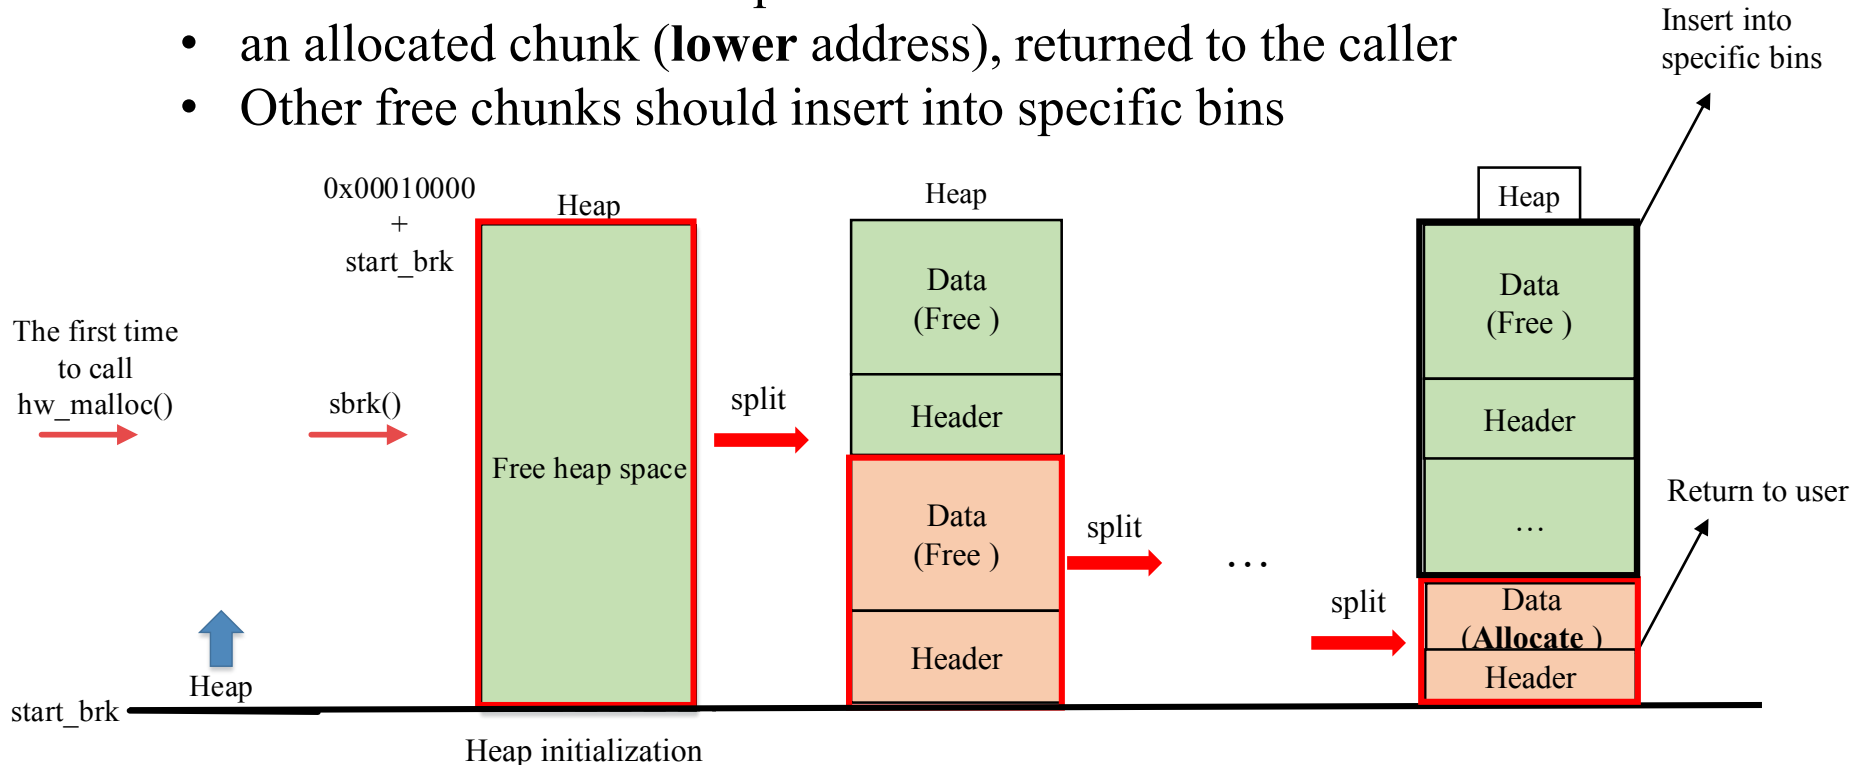 • an allocated chunk (lower address), returned to the caller
• Other free chunks should insert into specific bins
Insert into
specific bins
0x00010000
+
start_brk
Heap
Heap
Heap
The first time
to call
hw_malloc()
sbrk()
Free heap space
split
Data
(Free )
Header
Data
(Free )
Header
split
…
split
Data
(Free )
Header
…
Data
(Allocate )
Header
Return to user
Heap
start_brk
Heap initialization